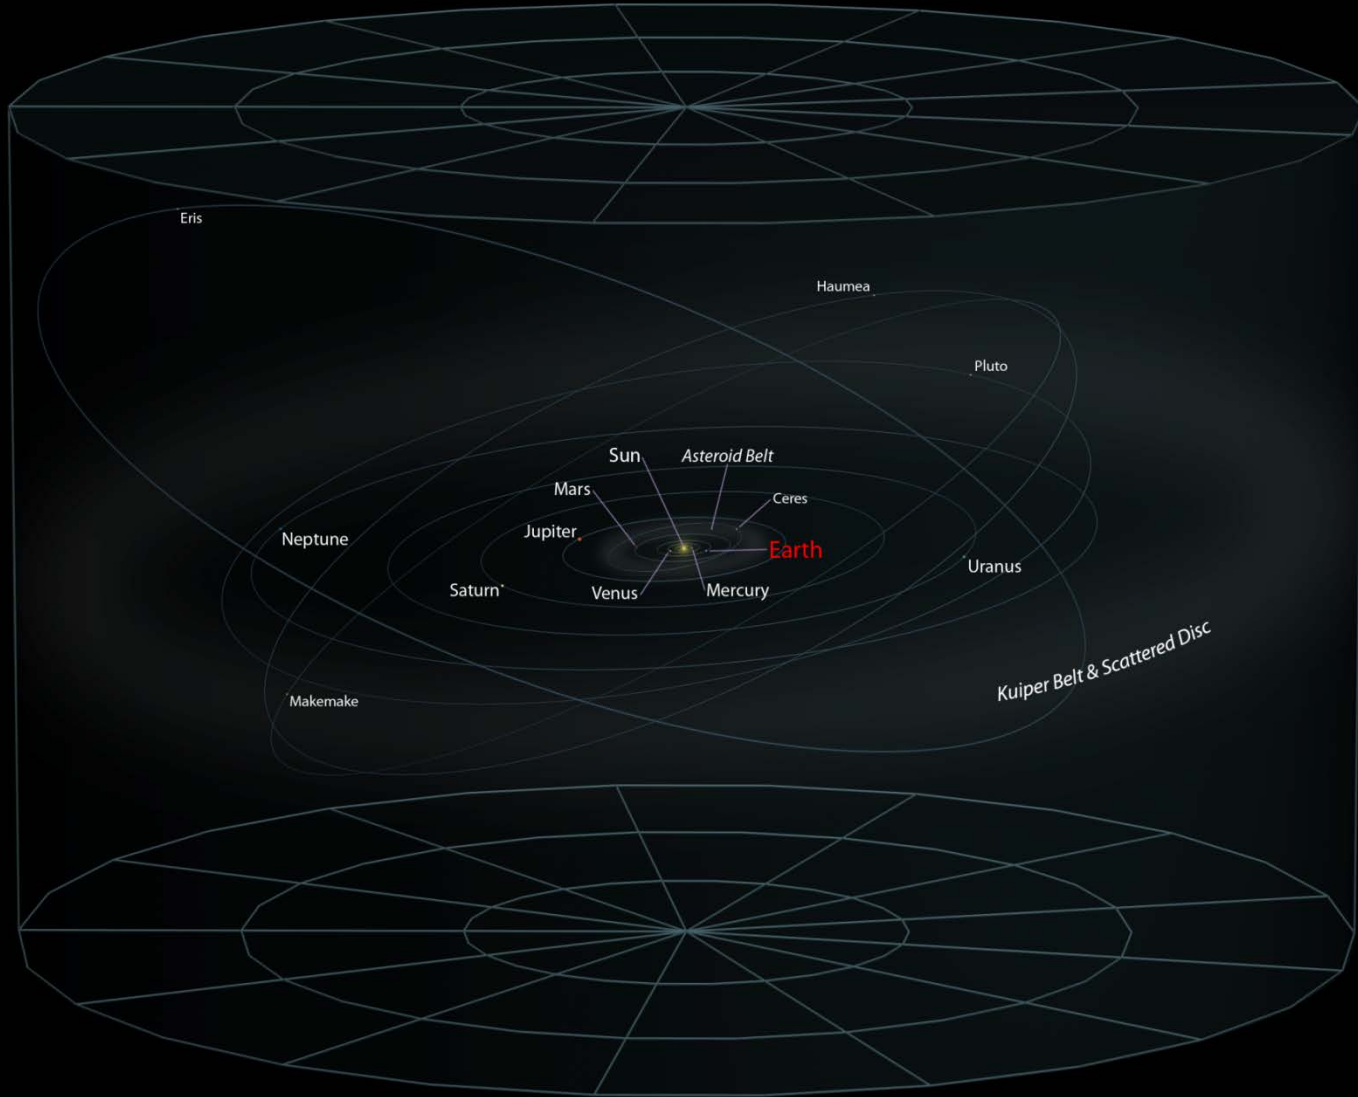 Eris
Haumea
Pluto
Sun
Asteroid Belt
Mars
Ceres
Jupiter
Neptune
Earth
Uranus
Saturn
Venus
Mercury
Kuiper Belt & Scattered Disc
Makemake